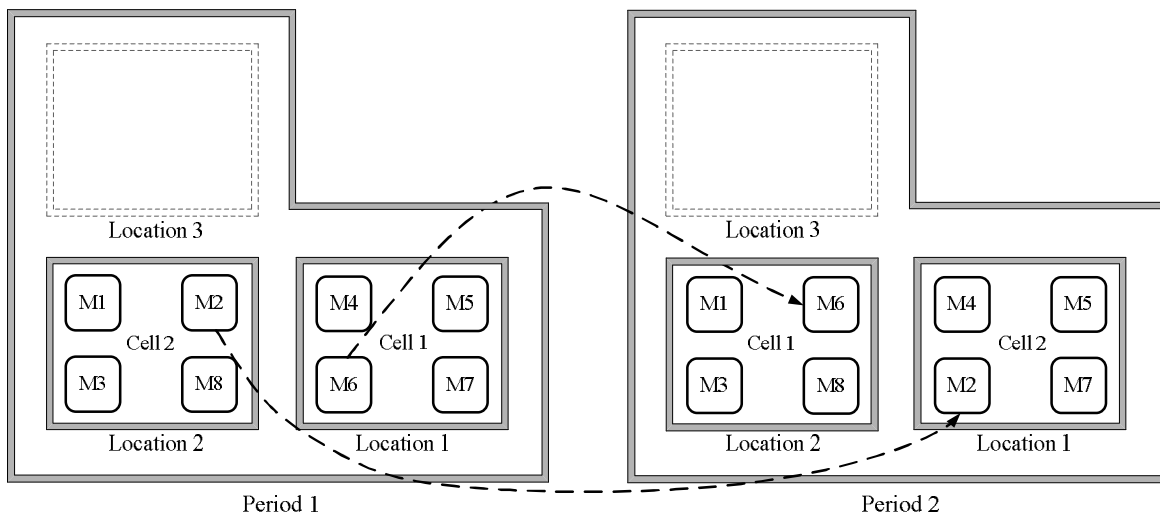 Location 3
M1
M2
Cell 2
M3
M8
Location 2
M4
M5
Cell 1
M6
M7
Location 1
Period 1
Location 3
M1
M6
Cell 1
M3
M8
Location 2
M4
M5
Cell 2
M2
M7
Location 1
Period 2